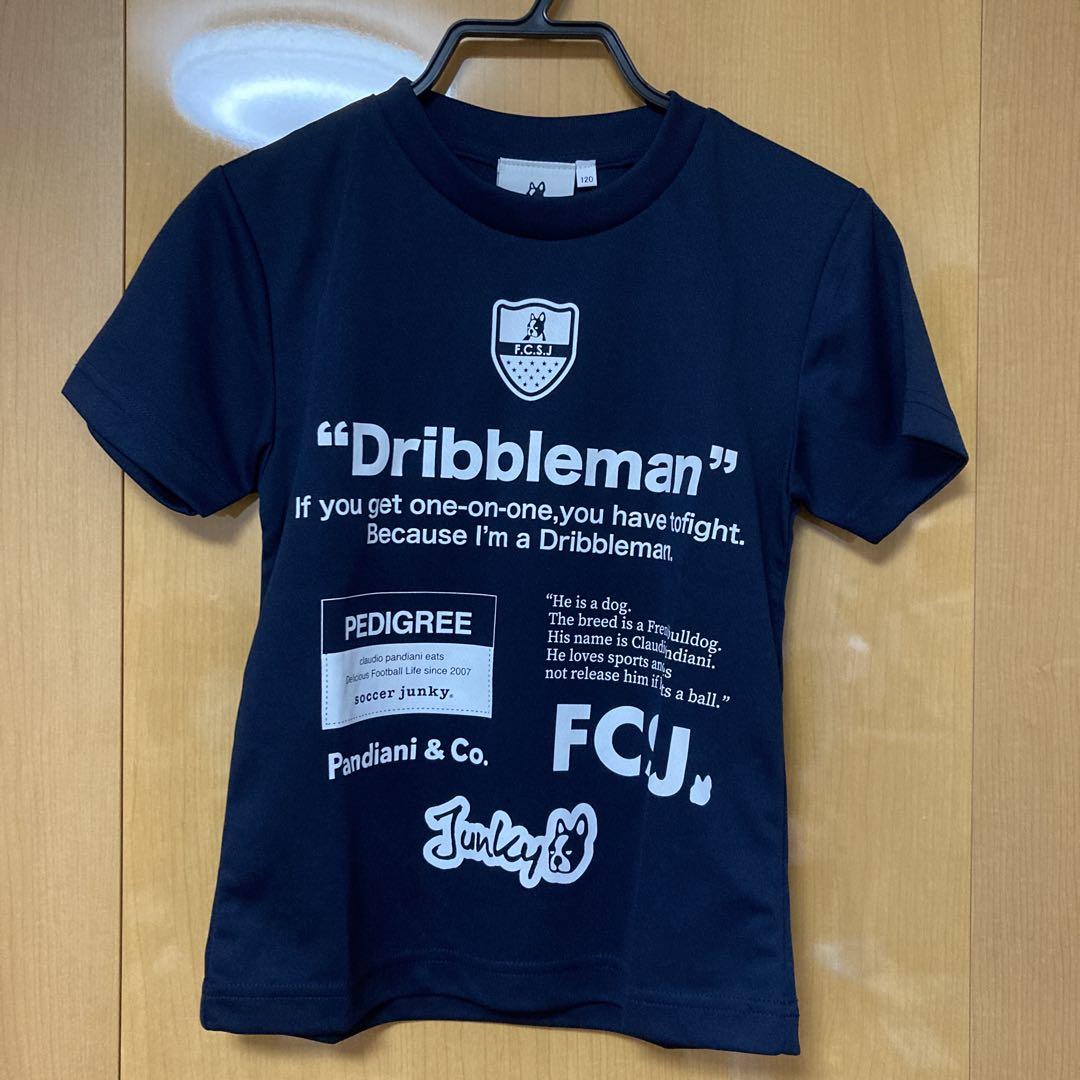 120
F.C.S.J
“Dribbleman”
If you get one-on-one,you have tofight.
Because I'm a Dribbleman.
PEDIGREE
claudio pandiani eats
Delicious Football Life since 2007
soccer junky®
Pandiani & Co.
“He is a dog.
The breed is a
His name is
He loves sports
not release him if a ball.”
FCSJ.
Junky